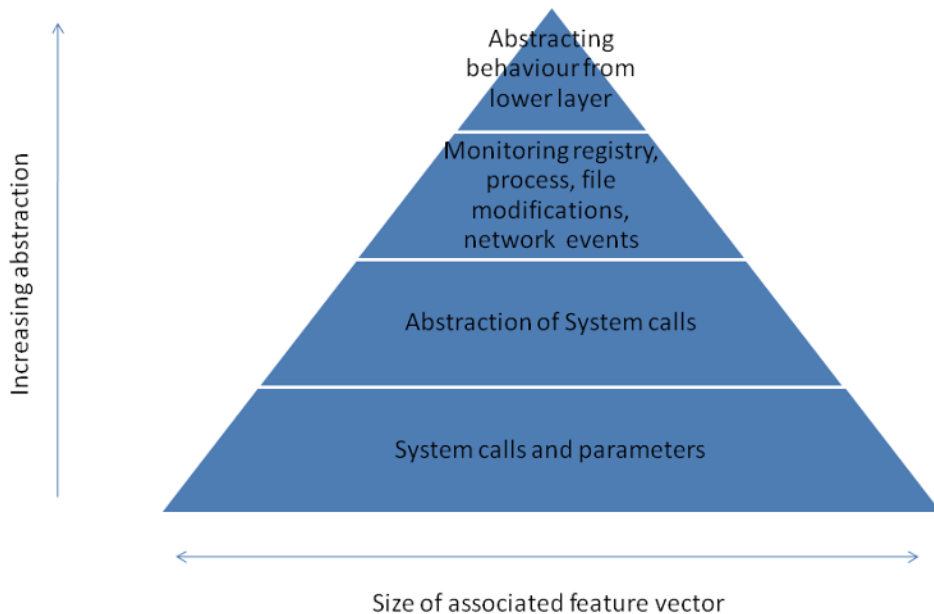 Abstracting
behaviour from
lower layer
Monitoring registry,
process, file
modifications,
network events
Abstraction of System calls
System calls and parameters
Increasing abstraction
Size of associated feature vector